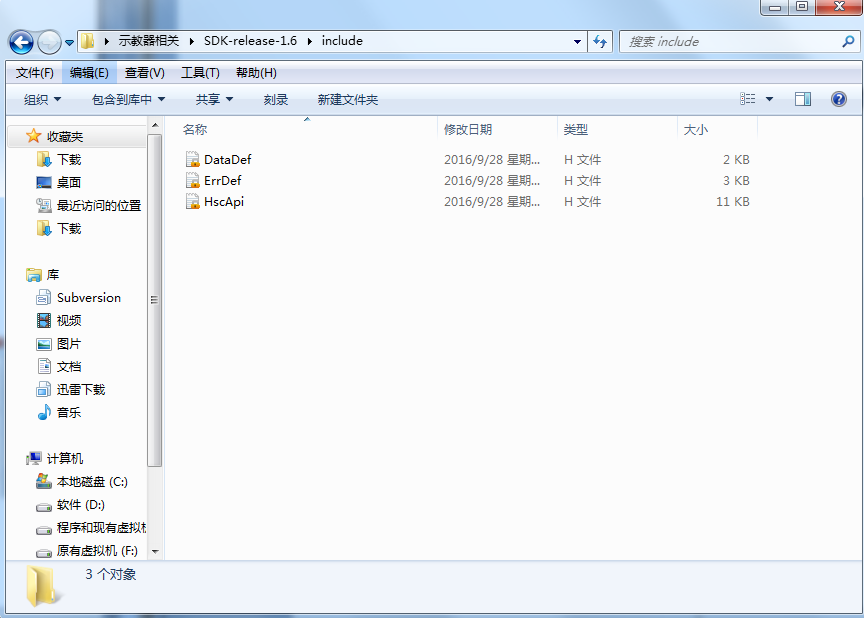 示教器相关 SDK-release-1.6 include
搜索 include
文件(F) 编辑(E) 查看(V) 工具(T) 帮助(H)
组织 包含到库中 共享 刻录 新建文件夹
名称 修改日期 类型 大小
DataDef 2016/9/28 星期... H 文件 2 KB
ErrDef 2016/9/28 星期... H 文件 3 KB
HscApi 2016/9/28 星期... H 文件 11 KB
收藏夹
下载
桌面
最近访问的位置
下载
库
Subversion
视频
图片
文档
迅雷下载
音乐
计算机
本地磁盘 (C:)
软件 (D:)
程序和现有虚拟机
原有虚拟机 (F:)
3 个对象